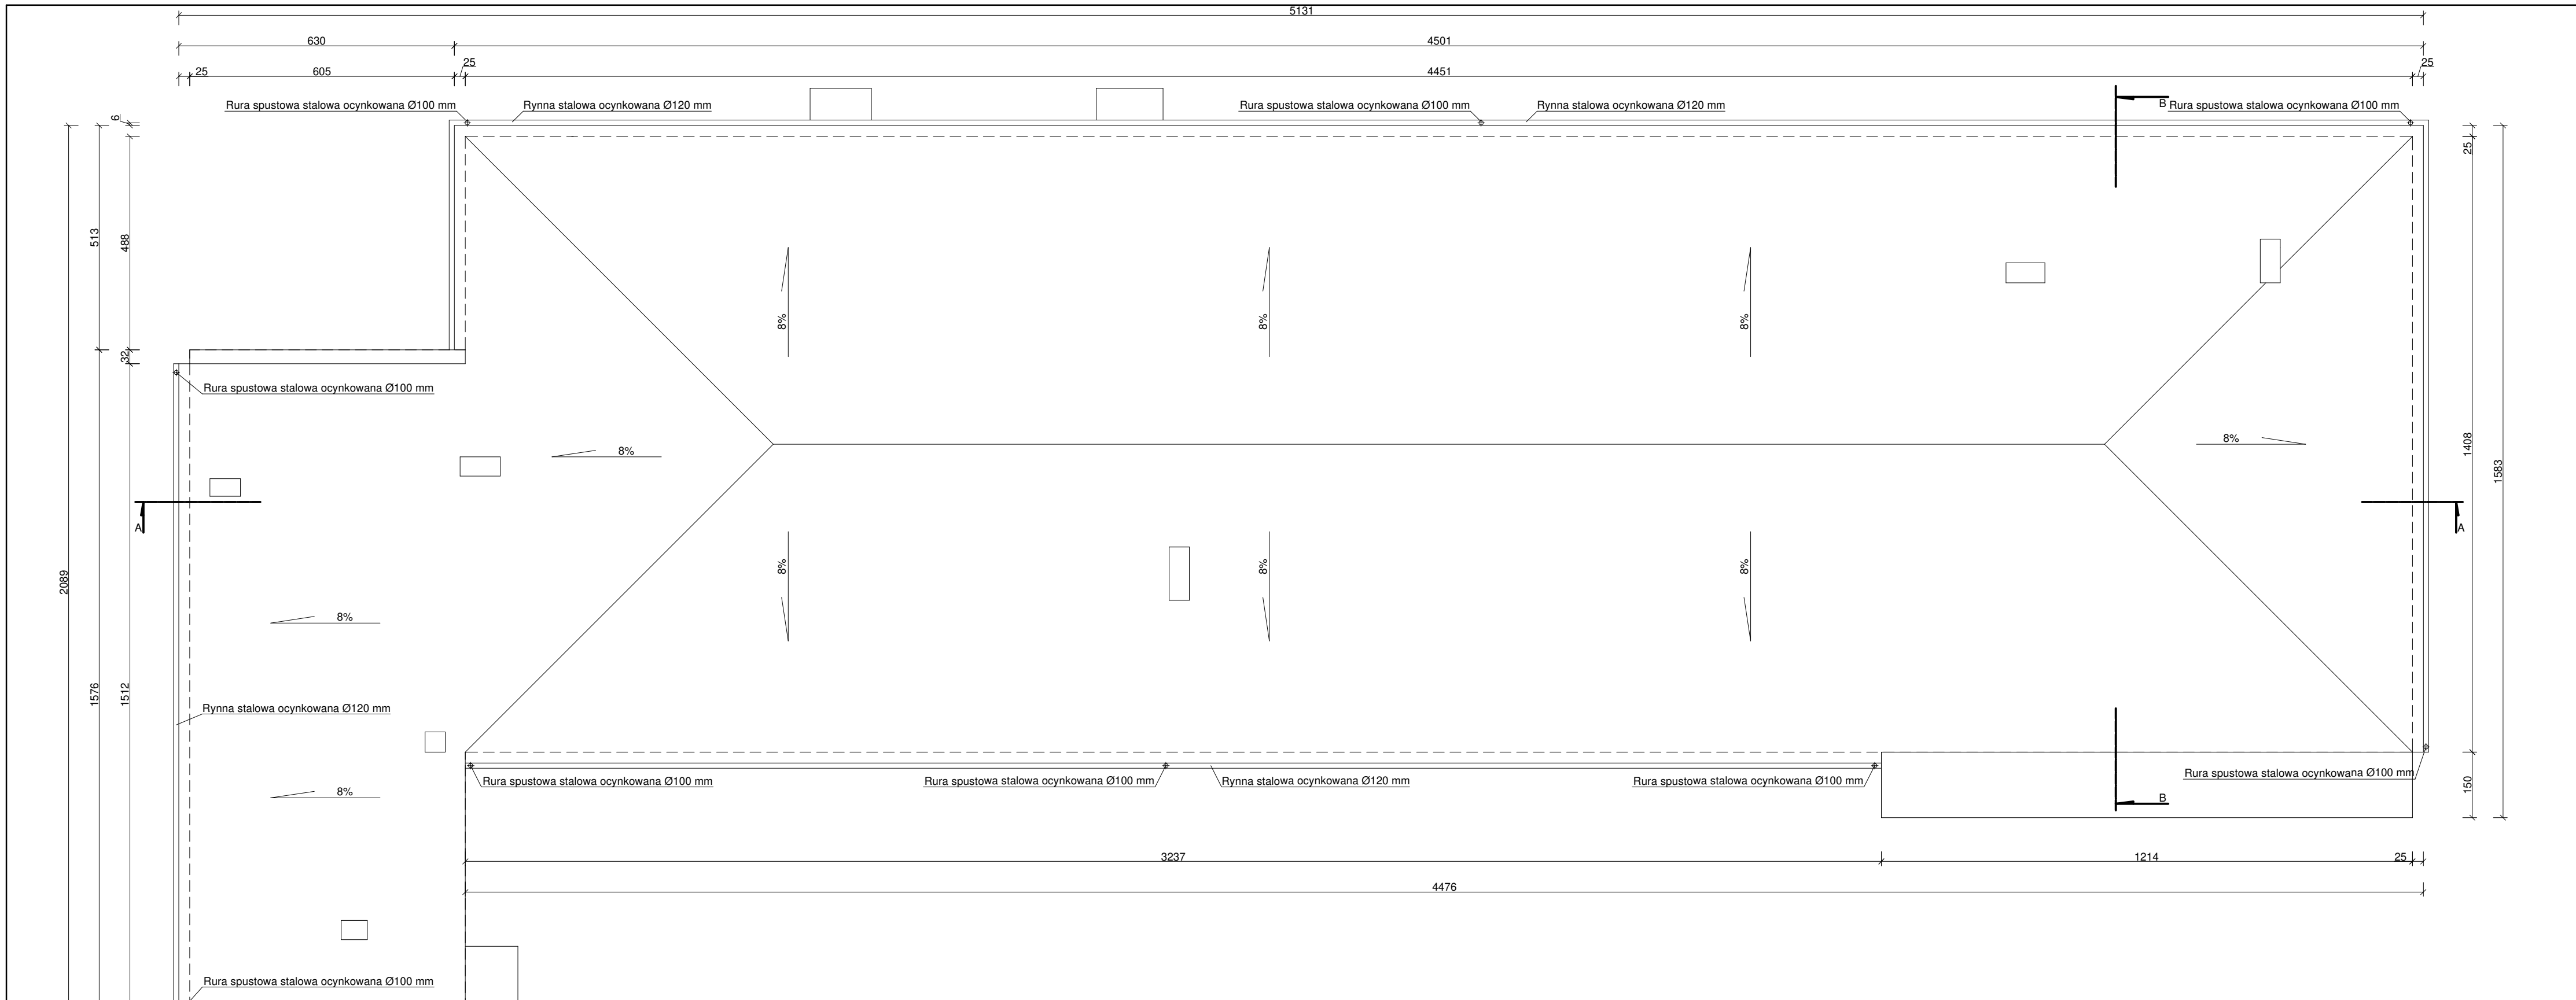 5131
630
4501
25
605
25
4451
25
Rura spustowa stalowa ocynkowana Ø100 mm
Rynna stalowa ocynkowana Ø120 mm
Rura spustowa stalowa ocynkowana Ø100 mm
Rynna stalowa ocynkowana Ø120 mm
B
Rura spustowa stalowa ocynkowana Ø100 mm
6
25
513
488
8%
8%
8%
32
Rura spustowa stalowa ocynkowana Ø100 mm
8%
8%
1408
1583
A
A
2089
8%
8%
8%
8%
1576
1512
Rynna stalowa ocynkowana Ø120 mm
Rura spustowa stalowa ocynkowana Ø100 mm
Rura spustowa stalowa ocynkowana Ø100 mm
Rynna stalowa ocynkowana Ø120 mm
Rura spustowa stalowa ocynkowana Ø100 mm
Rura spustowa stalowa ocynkowana Ø100 mm
150
8%
B
3237
1214
25
4476
Rura spustowa stalowa ocynkowana Ø100 mm